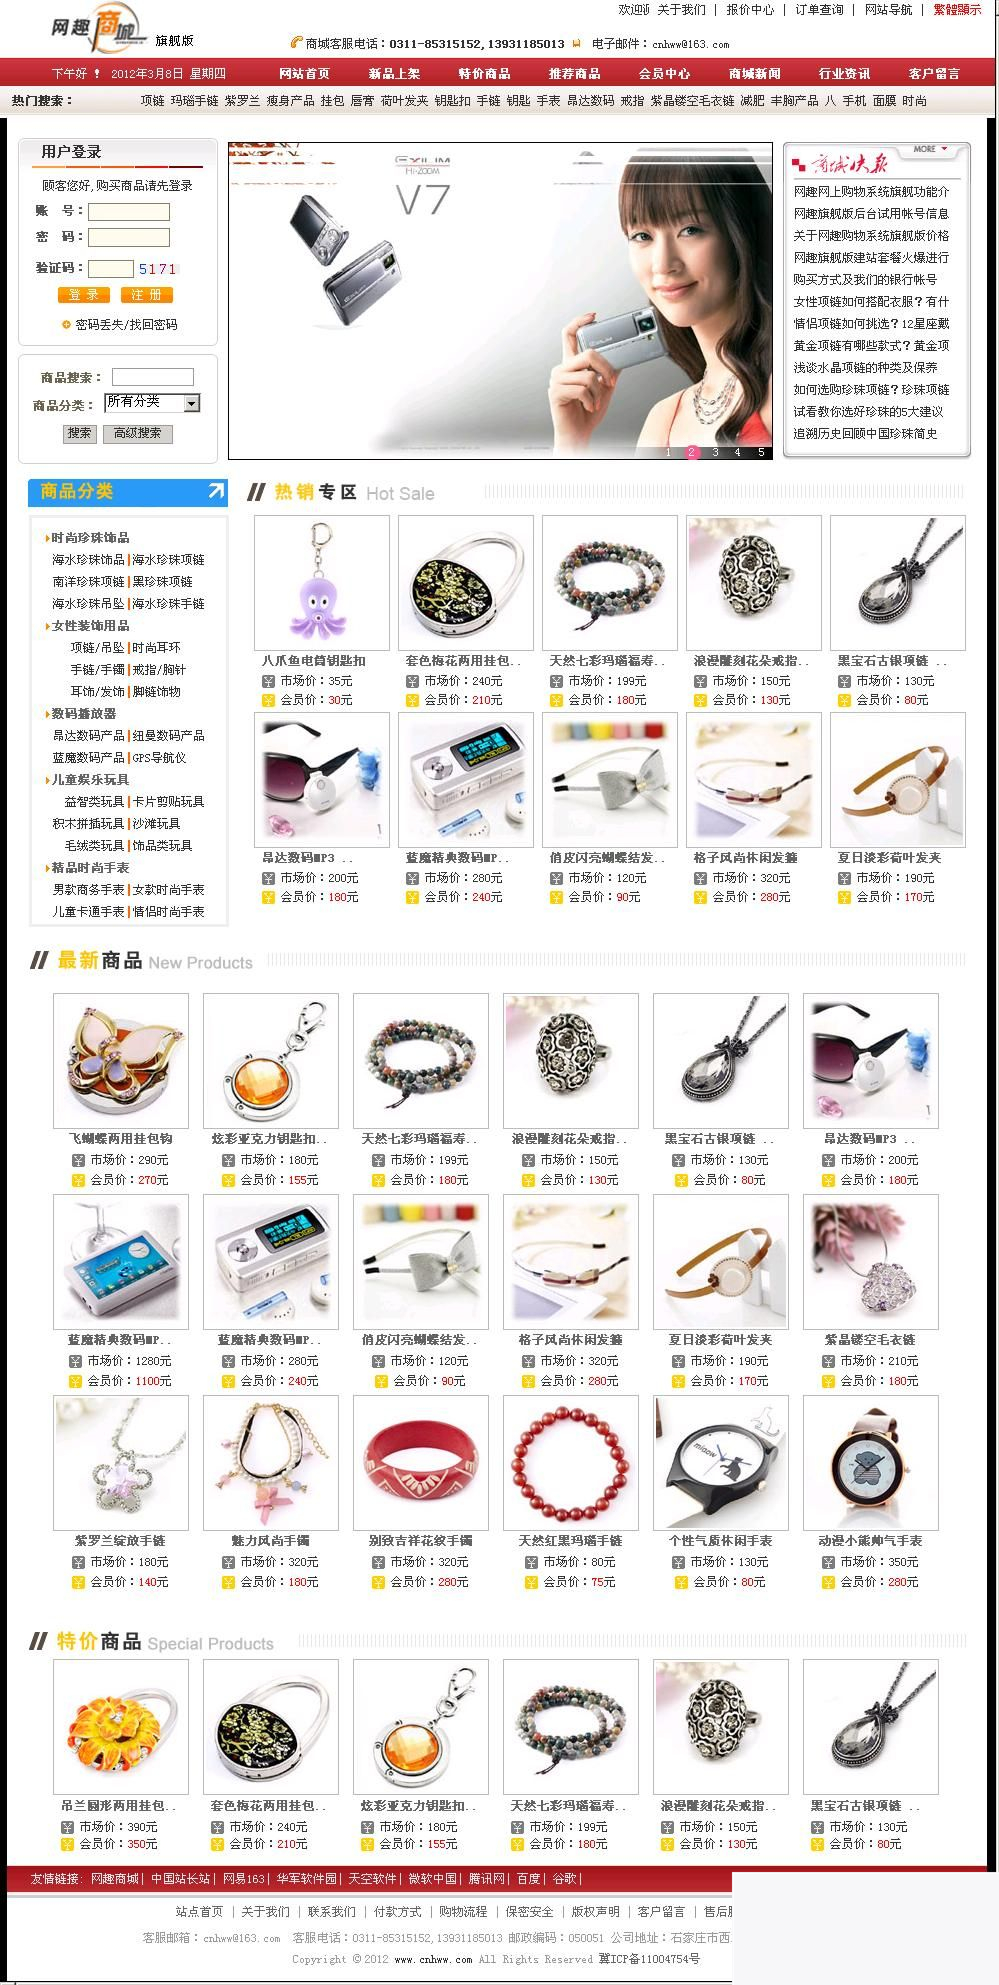 网趣商城 旗舰版
欢迎 关于我们 | 报价中心 | 订单查询 | 网站导航 | 繁體顯示
商城客服电话：0311-85315152,13931185013 电子邮件：cnhww@163.com
下午好！ 2012年3月8日 星期四 网站首页 新品上架 特价商品 推荐商品 会员中心 商城新闻 行业资讯 客户留言
热门搜索： 项链 玛瑙手链 紫罗兰 瘦身产品 挂包 唇膏 荷叶发夹 钥匙扣 手链 钥匙 手表 昂达数码 戒指 紫晶镂空毛衣链 减肥 丰胸产品 八 手机 面膜 时尚
用户登录
顾客您好,购买商品请先登录
账 号：
密 码：
验证码： 5171
登 录 注 册
密码丢失/找回密码
商品搜索：
商品分类： 所有分类
搜索 高级搜索
EXILIM
Hi-ZOOM
V7
1 2 3 4 5
商城快报 MORE
网趣网上购物系统旗舰功能介
网趣旗舰版后台试用帐号信息
关于网趣购物系统旗舰版价格
网趣旗舰版建站套餐火爆进行
购买方式及我们的银行帐号
女性项链如何搭配衣服？有什
情侣项链如何挑选？12星座戴
黄金项链有哪些款式？黄金项
浅谈水晶项链的种类及保养
如何选购珍珠项链？珍珠项链
试看教你选好珍珠的5大建议
追溯历史回顾中国珍珠简史
商品分类
时尚珍珠饰品
海水珍珠饰品|海水珍珠项链
南洋珍珠项链|黑珍珠项链
海水珍珠吊坠|海水珍珠手链
女性装饰用品
项链/吊坠|时尚耳环
手链/手镯|戒指/胸针
耳饰/发饰|脚链饰物
数码播放器
昂达数码产品|纽曼数码产品
蓝魔数码产品|GPS导航仪
儿童娱乐玩具
益智类玩具|卡片剪贴玩具
积木拼插玩具|沙滩玩具
毛绒类玩具|饰品类玩具
精品时尚手表
男款商务手表|女款时尚手表
儿童卡通手表|情侣时尚手表
热销专区 Hot Sale
八爪鱼电筒钥匙扣 套色梅花两用挂包.. 天然七彩玛瑙福寿.. 浪漫雕刻花朵戒指.. 黑宝石古银项链 ..
市场价：35元 市场价：240元 市场价：199元 市场价：150元 市场价：130元
会员价：30元 会员价：210元 会员价：180元 会员价：130元 会员价：80元
昂达数码MP3 .. 蓝魔精典数码MP.. 俏皮闪亮蝴蝶结发.. 格子风尚休闲发箍 夏日淡彩荷叶发夹
市场价：200元 市场价：280元 市场价：120元 市场价：320元 市场价：190元
会员价：180元 会员价：240元 会员价：90元 会员价：280元 会员价：170元
最新商品 New Products
飞蝴蝶两用挂包钩 炫彩亚克力钥匙扣.. 天然七彩玛瑙福寿.. 浪漫雕刻花朵戒指.. 黑宝石古银项链 .. 昂达数码MP3 ..
市场价：290元 市场价：180元 市场价：199元 市场价：150元 市场价：130元 市场价：200元
会员价：270元 会员价：155元 会员价：180元 会员价：130元 会员价：80元 会员价：180元
蓝魔精典数码MP.. 蓝魔精典数码MP.. 俏皮闪亮蝴蝶结发.. 格子风尚休闲发箍 夏日淡彩荷叶发夹 紫晶镂空毛衣链
市场价：1280元 市场价：280元 市场价：120元 市场价：320元 市场价：190元 市场价：210元
会员价：1100元 会员价：240元 会员价：90元 会员价：280元 会员价：170元 会员价：180元
miaow
紫罗兰绽放手链 魅力风尚手镯 别致吉祥花纹手镯 天然红黑玛瑙手链 个性气质休闲手表 动漫小熊帅气手表
市场价：180元 市场价：320元 市场价：320元 市场价：80元 市场价：130元 市场价：350元
会员价：140元 会员价：180元 会员价：280元 会员价：75元 会员价：80元 会员价：280元
特价商品 Special Products
吊兰圆形两用挂包.. 套色梅花两用挂包.. 炫彩亚克力钥匙扣.. 天然七彩玛瑙福寿.. 浪漫雕刻花朵戒指.. 黑宝石古银项链 ..
市场价：390元 市场价：240元 市场价：180元 市场价：199元 市场价：150元 市场价：130元
会员价：350元 会员价：210元 会员价：155元 会员价：180元 会员价：130元 会员价：80元
友情链接: 网趣商城| 中国站长站| 网易163| 华军软件园| 天空软件| 微软中国| 腾讯网| 百度| 谷歌|
站点首页 | 关于我们 | 联系我们 | 付款方式 | 购物流程 | 保密安全 | 版权声明 | 客户留言 | 售后
客服邮箱：cnhww@163.com 客服电话：0311-85315152,13931185013 邮政编码：050051 公司地址：石家庄市西
Copyright ©2012 www.cnhww.com All Rights Reserved 冀ICP备11004754号